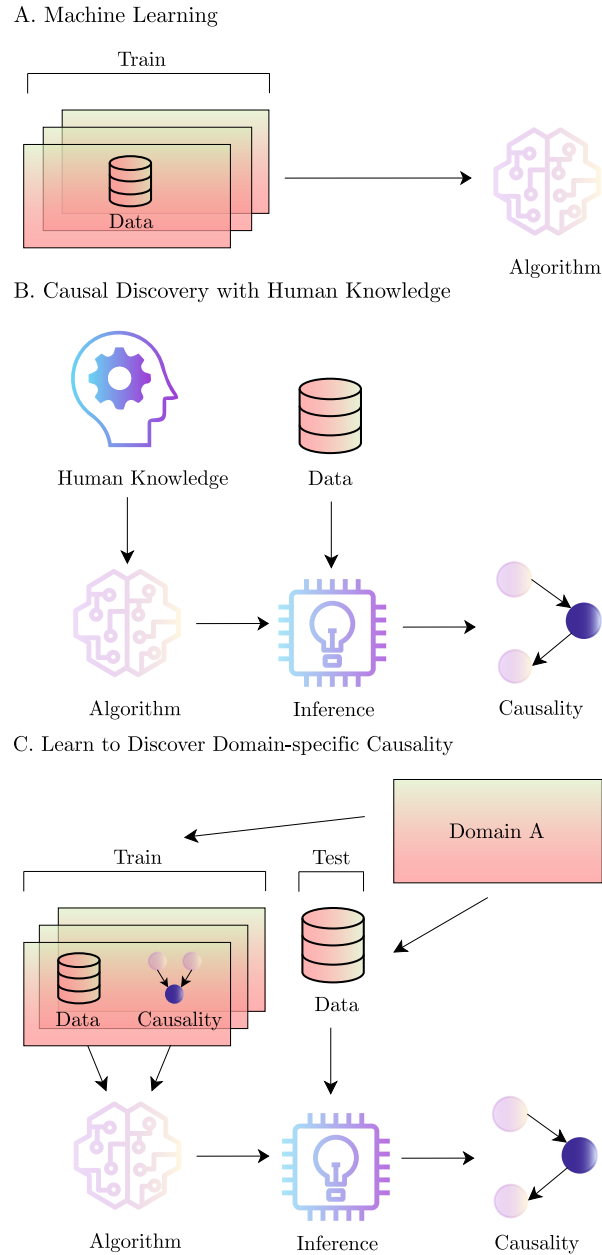 A. Machine Learning
Train
Data
Algorithm
B. Causal Discovery with Human Knowledge
Human Knowledge
Data
Algorithm
Inference
Causality
C. Learn to Discover Domain-specific Causality
Domain A
Train
Test
Data
Causality
Data
Algorithm
Inference
Causality